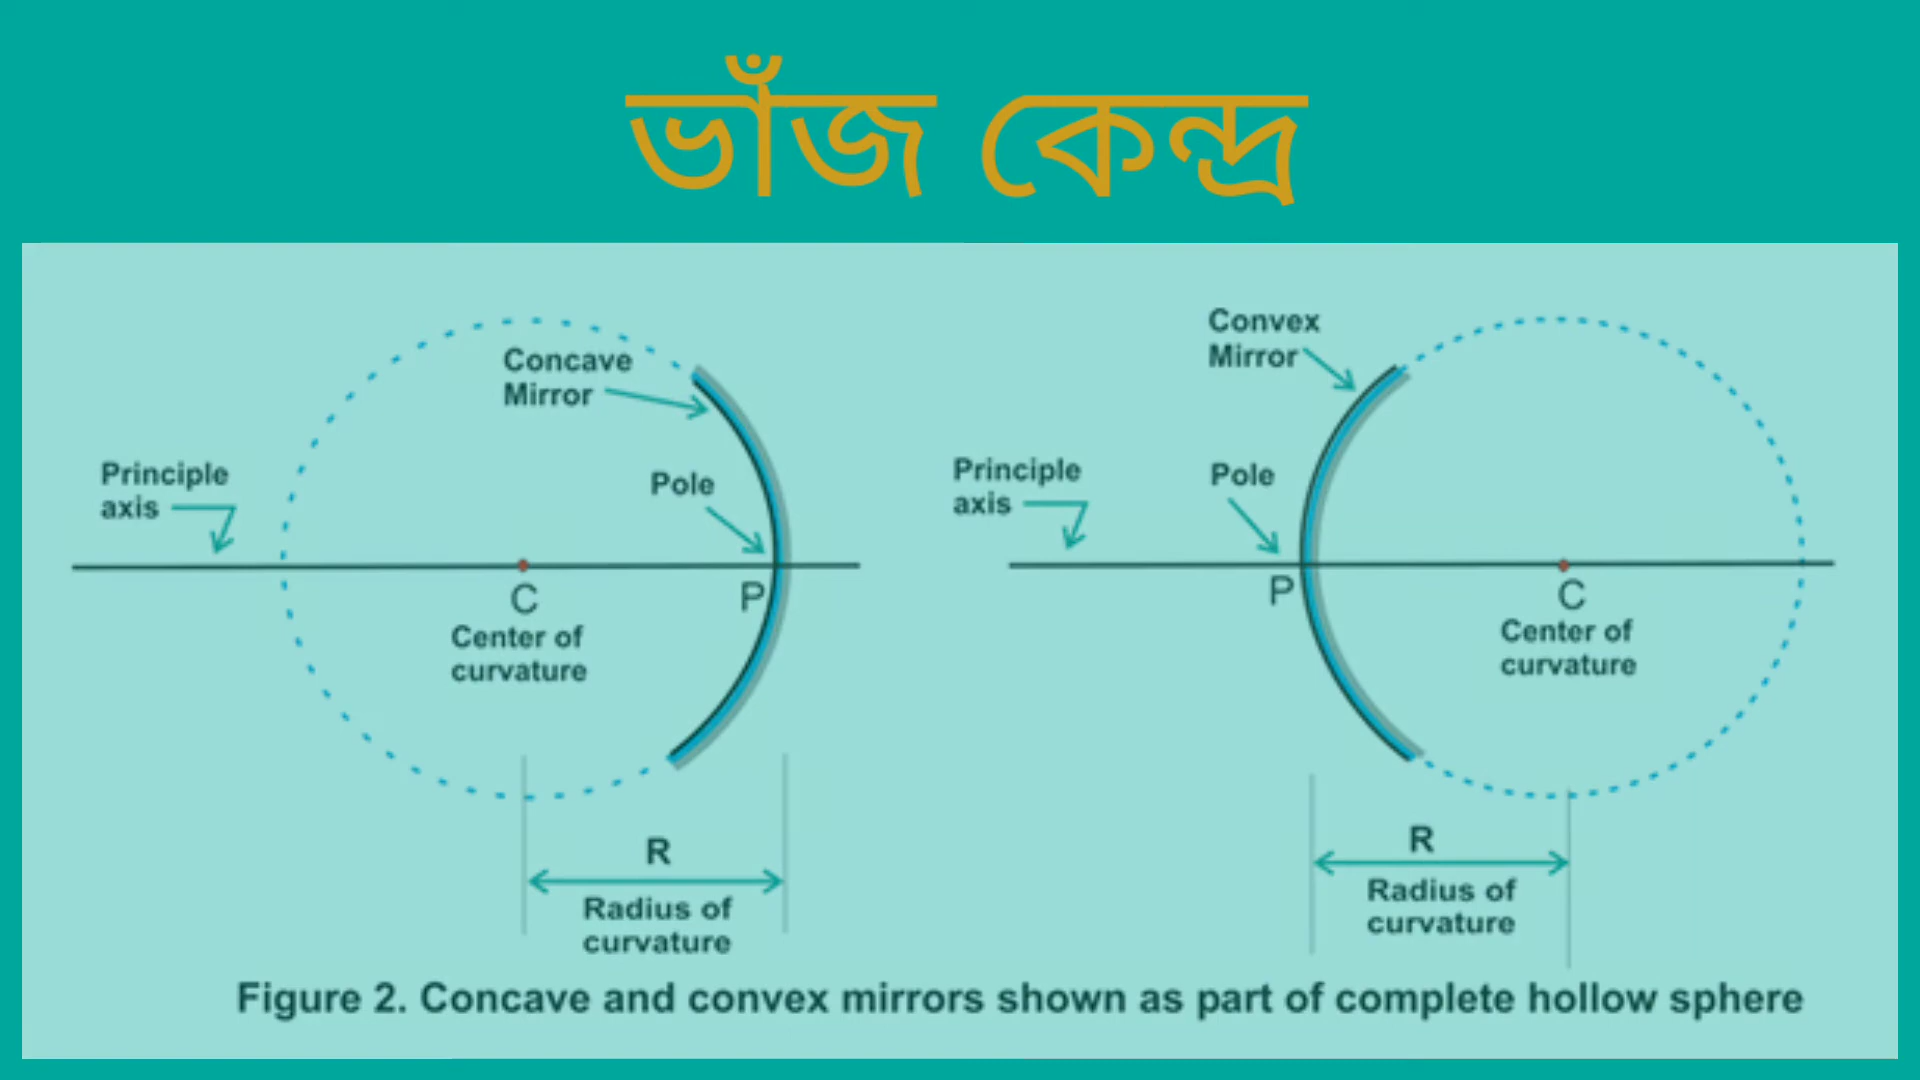 ভাঁজ কেন্দ্র
Concave
Mirror
Principle
axis
Pole
P
C
Center of
curvature
R
Radius of
curvature
Convex
Mirror
Principle
axis
Pole
P
C
Center of
curvature
R
Radius of
curvature
Figure 2. Concave and convex mirrors shown as part of complete hollow sphere